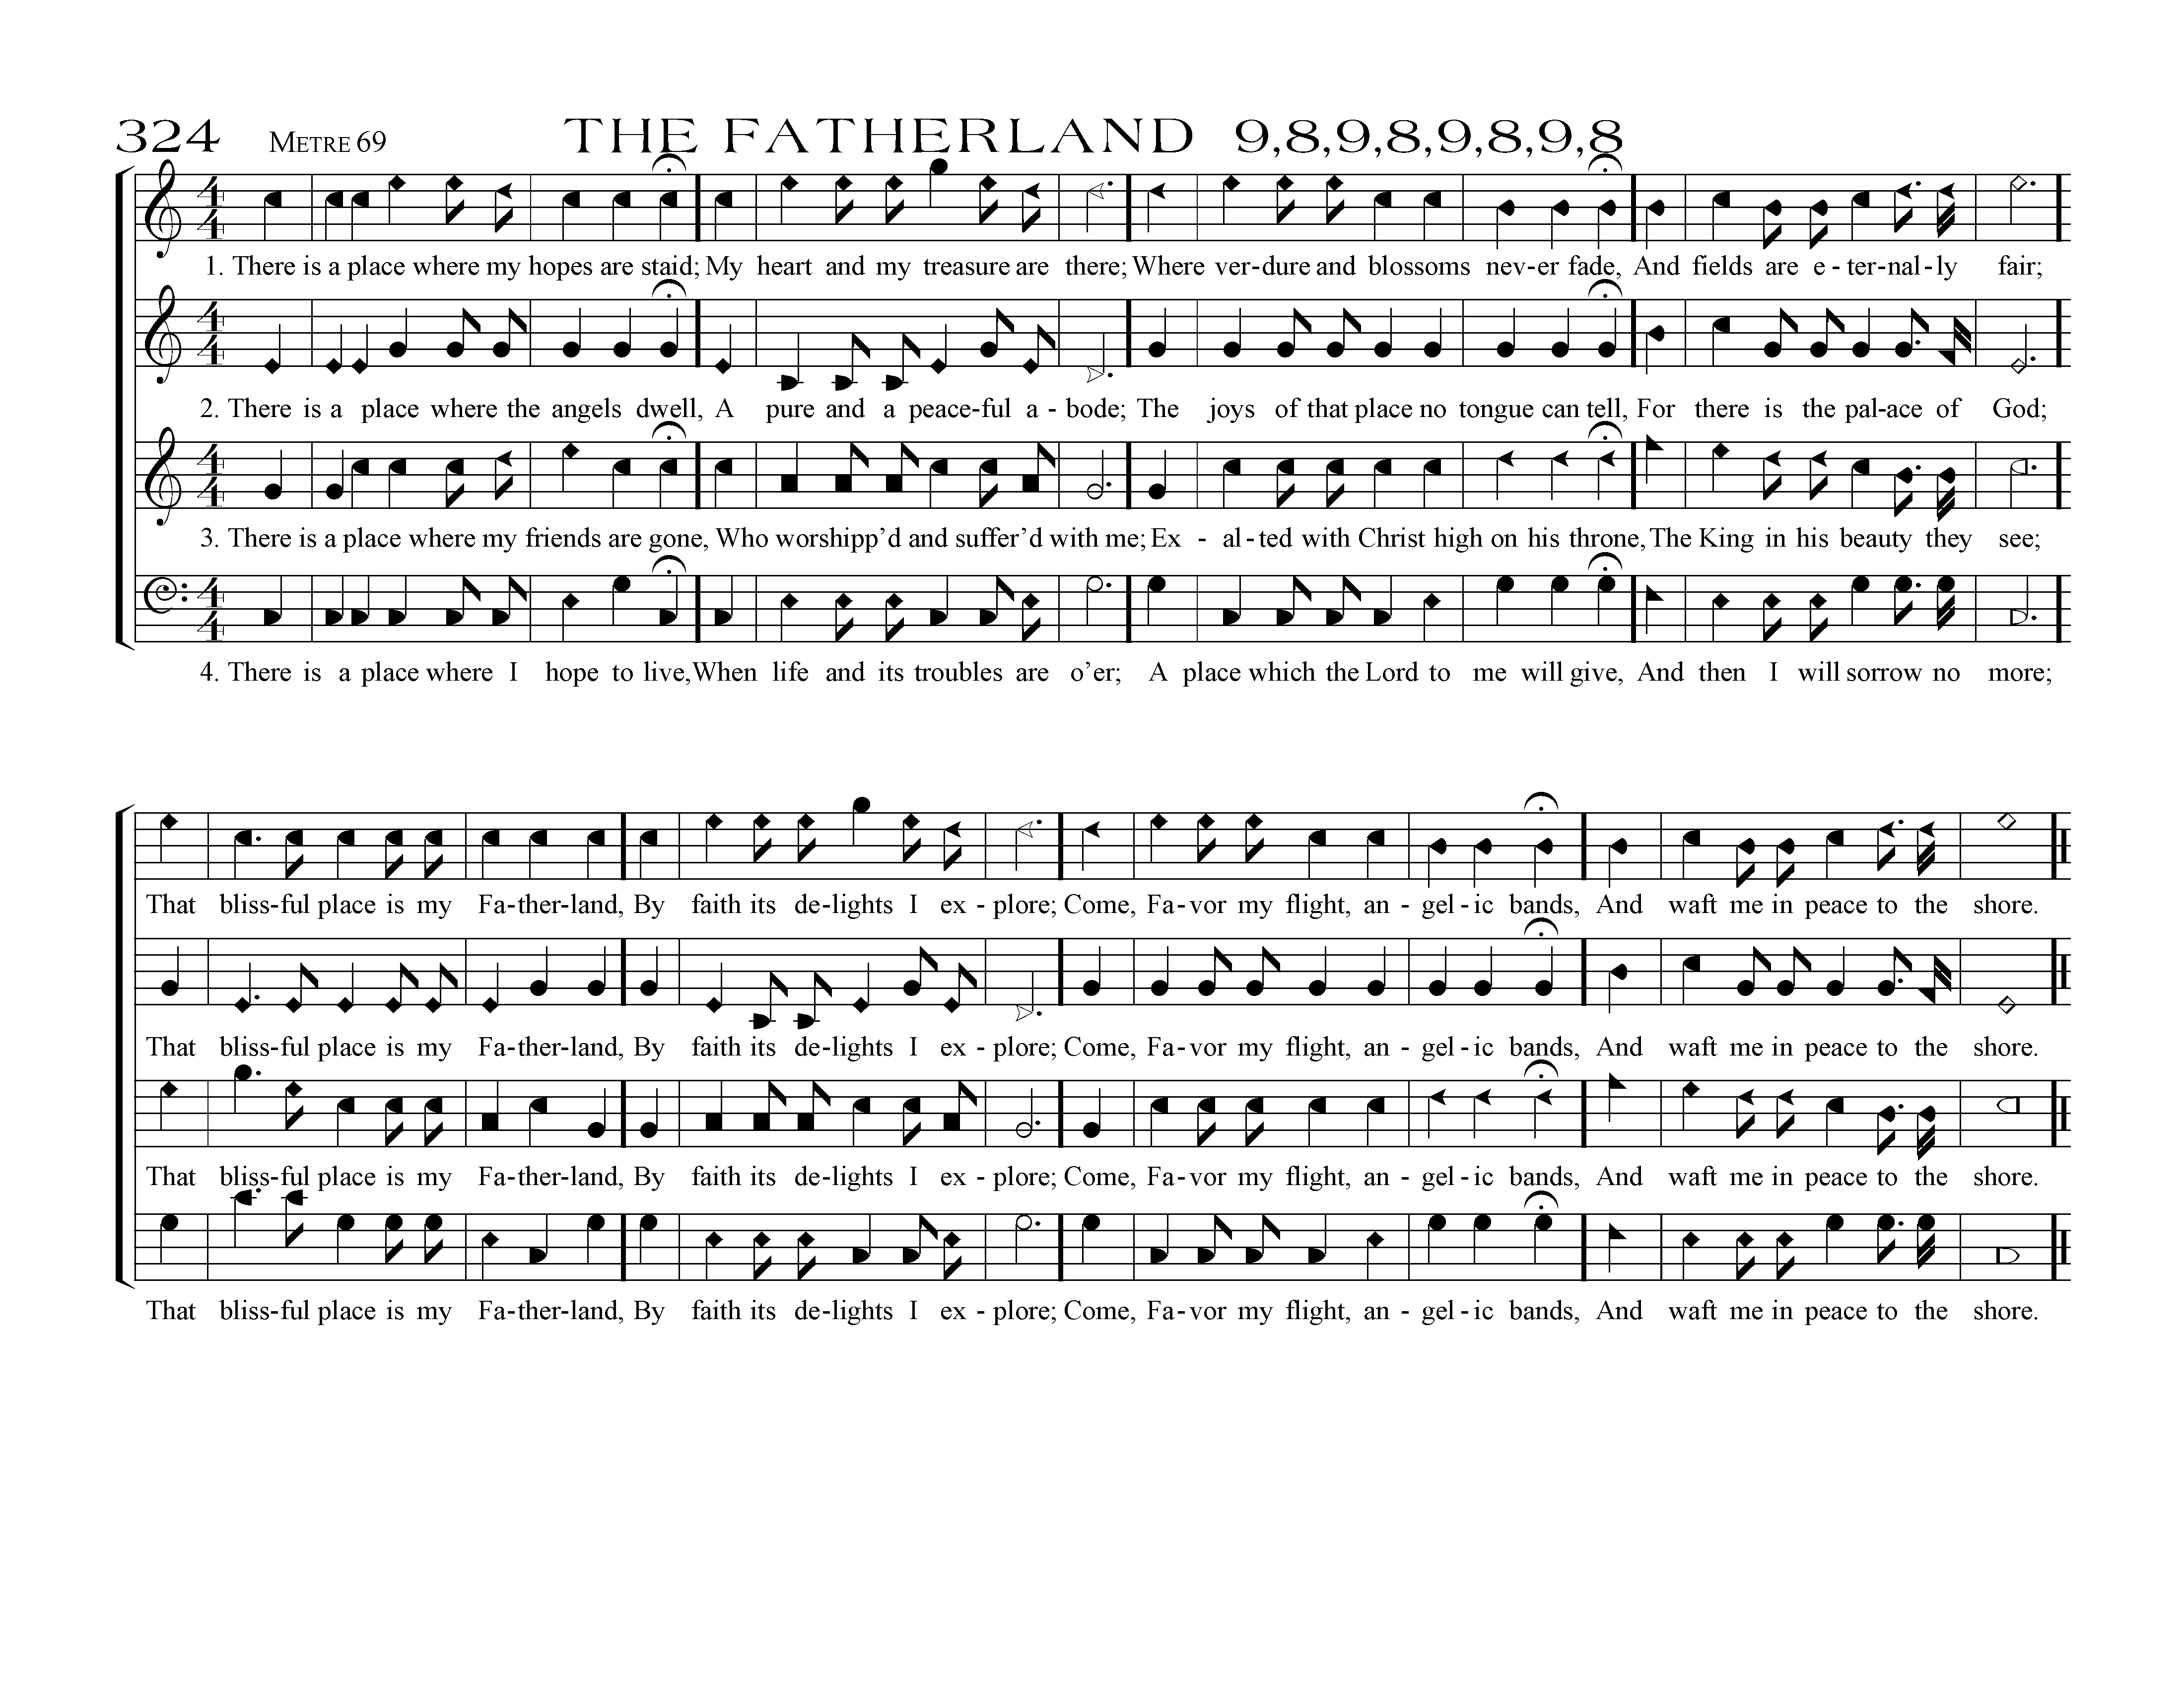 324 METRE 69 THE FATHERLAND 9,8,9,8,9,8,9,8
1. There is a place where my hopes are staid; My heart and my treasure are there; Where ver-dure and blossoms nev-er fade, And fields are e-ter-nal-ly fair;
2. There is a place where the angels dwell, A pure and a peace-ful a-bode; The joys of that place no tongue can tell, For there is the pal-ace of God;
3. There is a place where my friends are gone, Who worshipp’d and suffer’d with me; Ex-al-ted with Christ high on his throne, The King in his beauty they see;
4. There is a place where I hope to live, When life and its troubles are o’er; A place which the Lord to me will give, And then I will sorrow no more;
That bliss-ful place is my Fa-ther-land, By faith its de-lights I ex-plore; Come, Fa-vor my flight, an-gel-ic bands, And waft me in peace to the shore.
That bliss-ful place is my Fa-ther-land, By faith its de-lights I ex-plore; Come, Fa-vor my flight, an-gel-ic bands, And waft me in peace to the shore.
That bliss-ful place is my Fa-ther-land, By faith its de-lights I ex-plore; Come, Fa-vor my flight, an-gel-ic bands, And waft me in peace to the shore.
That bliss-ful place is my Fa-ther-land, By faith its de-lights I ex-plore; Come, Fa-vor my flight, an-gel-ic bands, And waft me in peace to the shore.